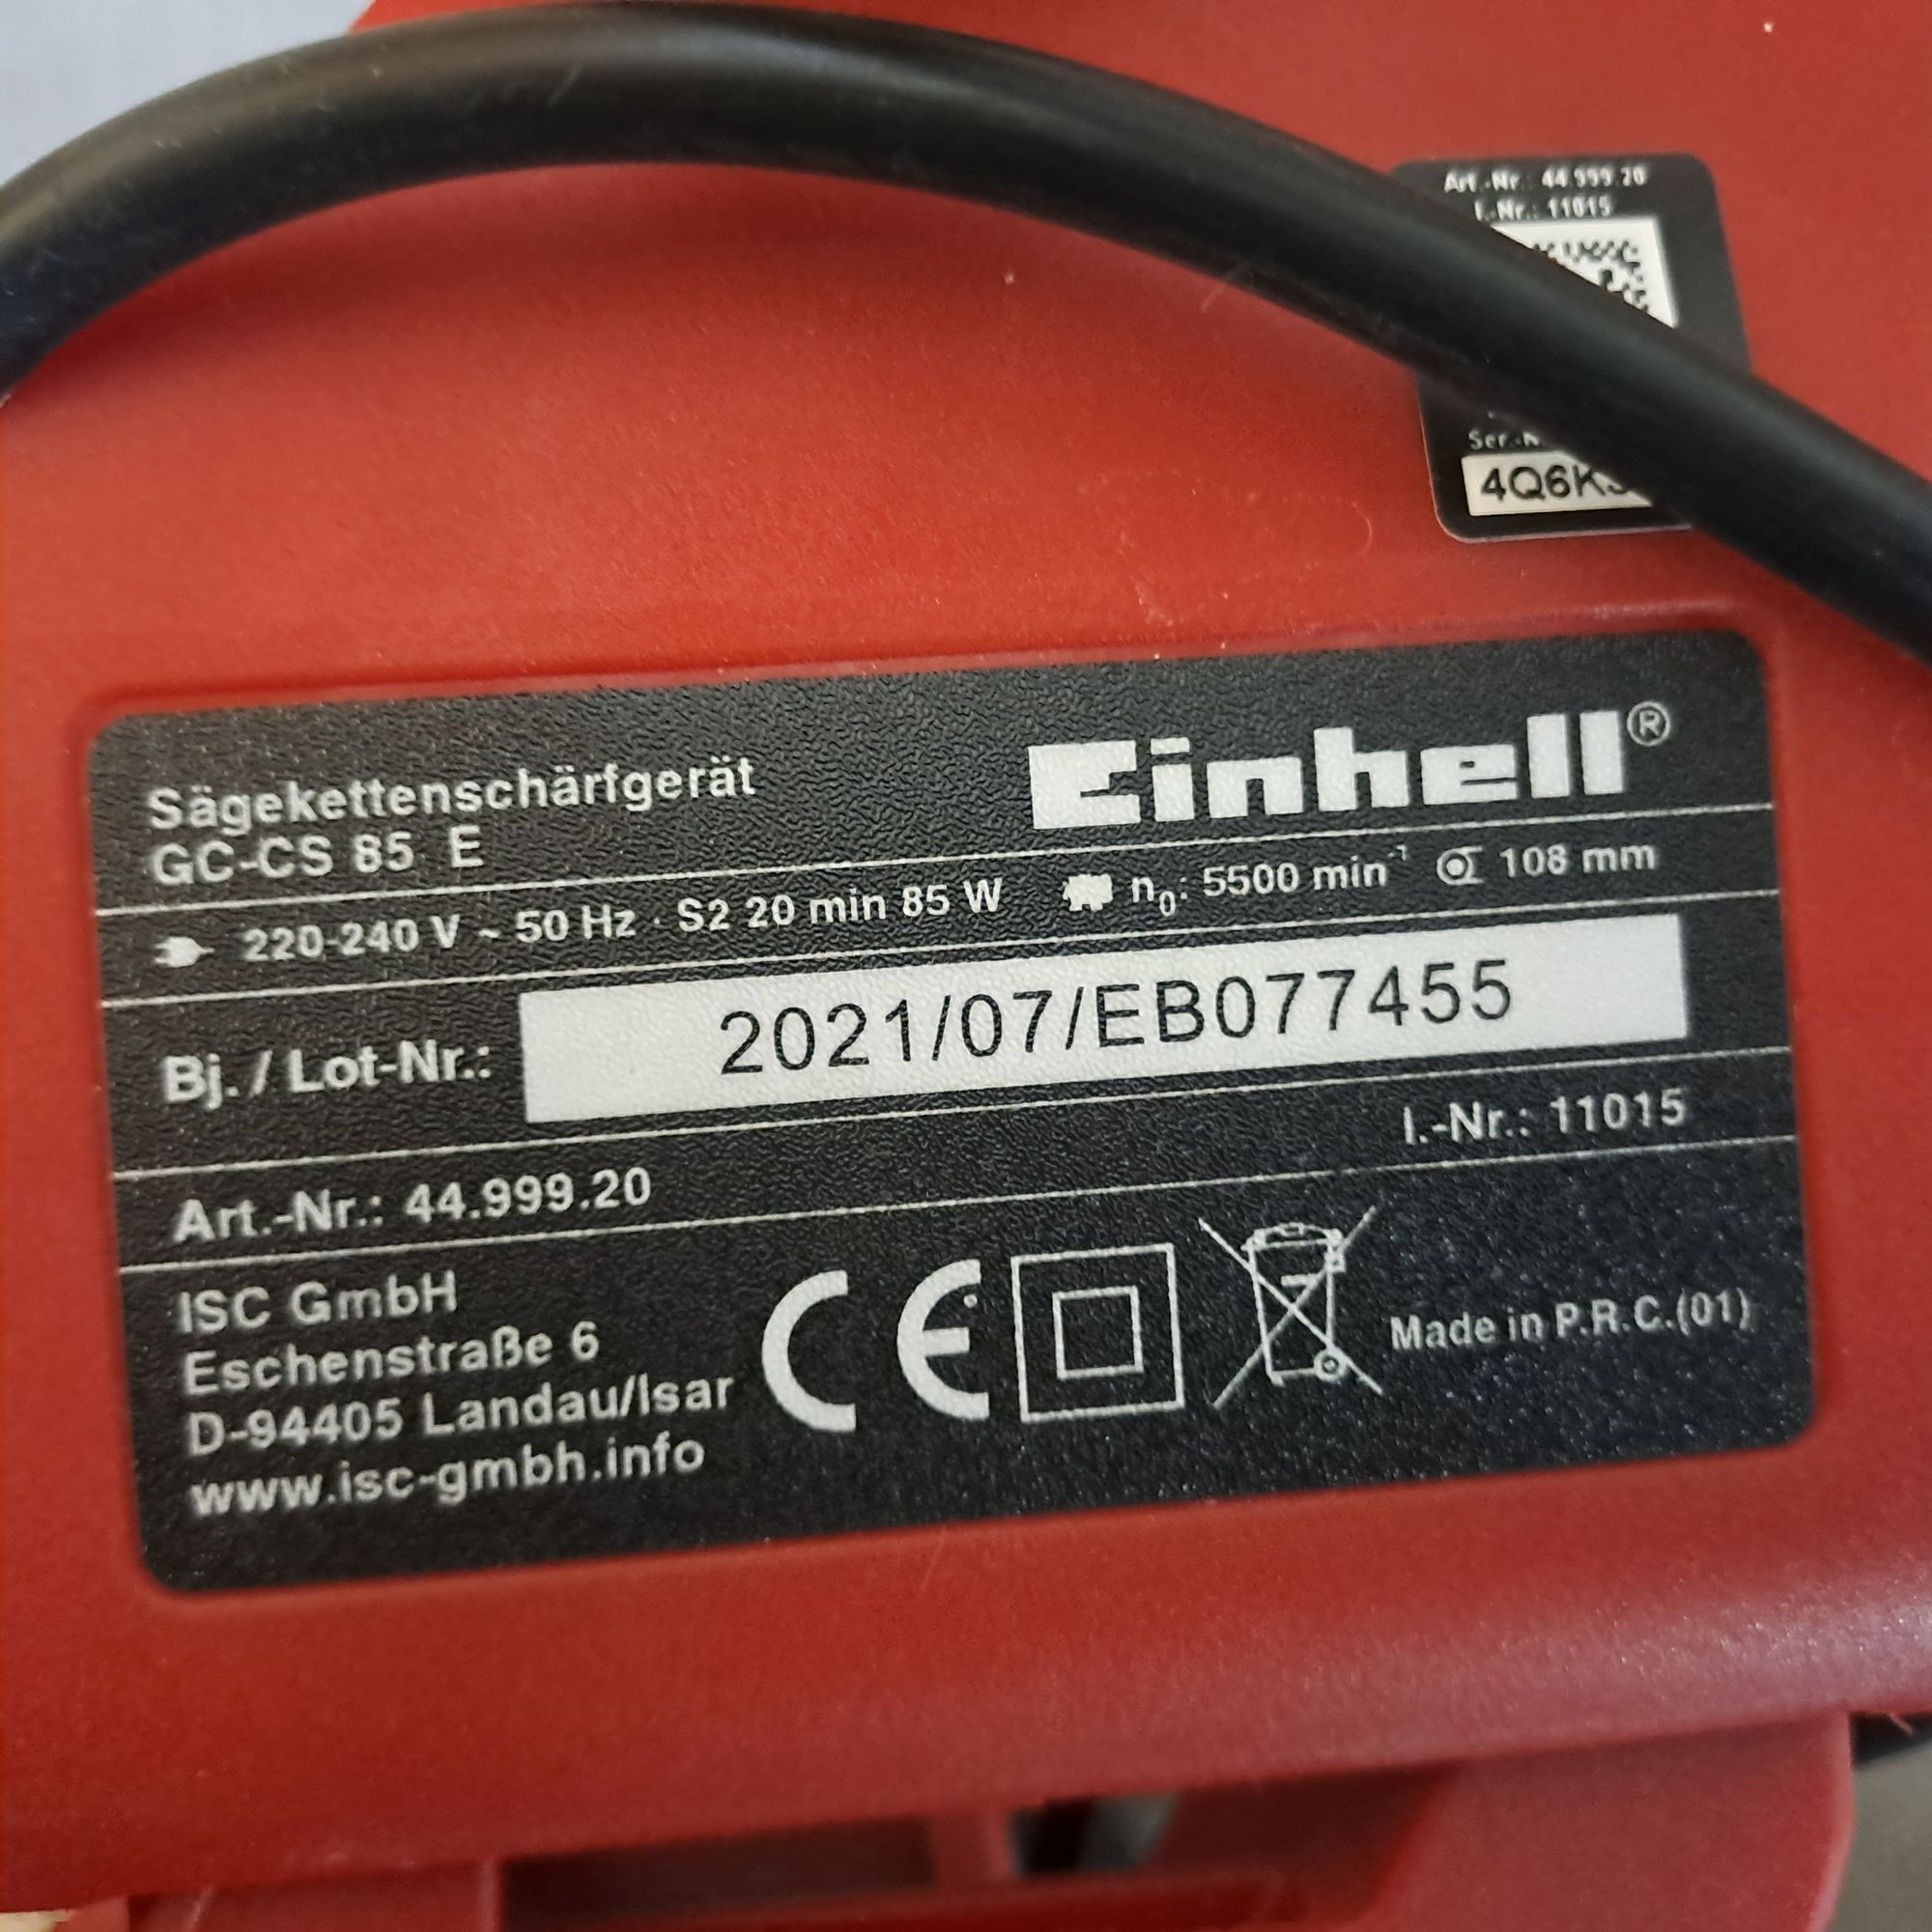 Art.-Nr.: 44.999.20
I.-Nr.: 11015
4Q6K
Sägekettenschärfgerät
GC-CS 85 E
Einhell®
220-240 V ~ 50 Hz · S2 20 min 85 W n₀: 5500 min⁻¹ 108 mm
Bj. / Lot-Nr.: 2021/07/EB077455
I.-Nr.: 11015
Art.-Nr.: 44.999.20
ISC GmbH
Eschenstraße 6
D-94405 Landau/Isar
www.isc-gmbh.info
CE
Made in P.R.C.(01)